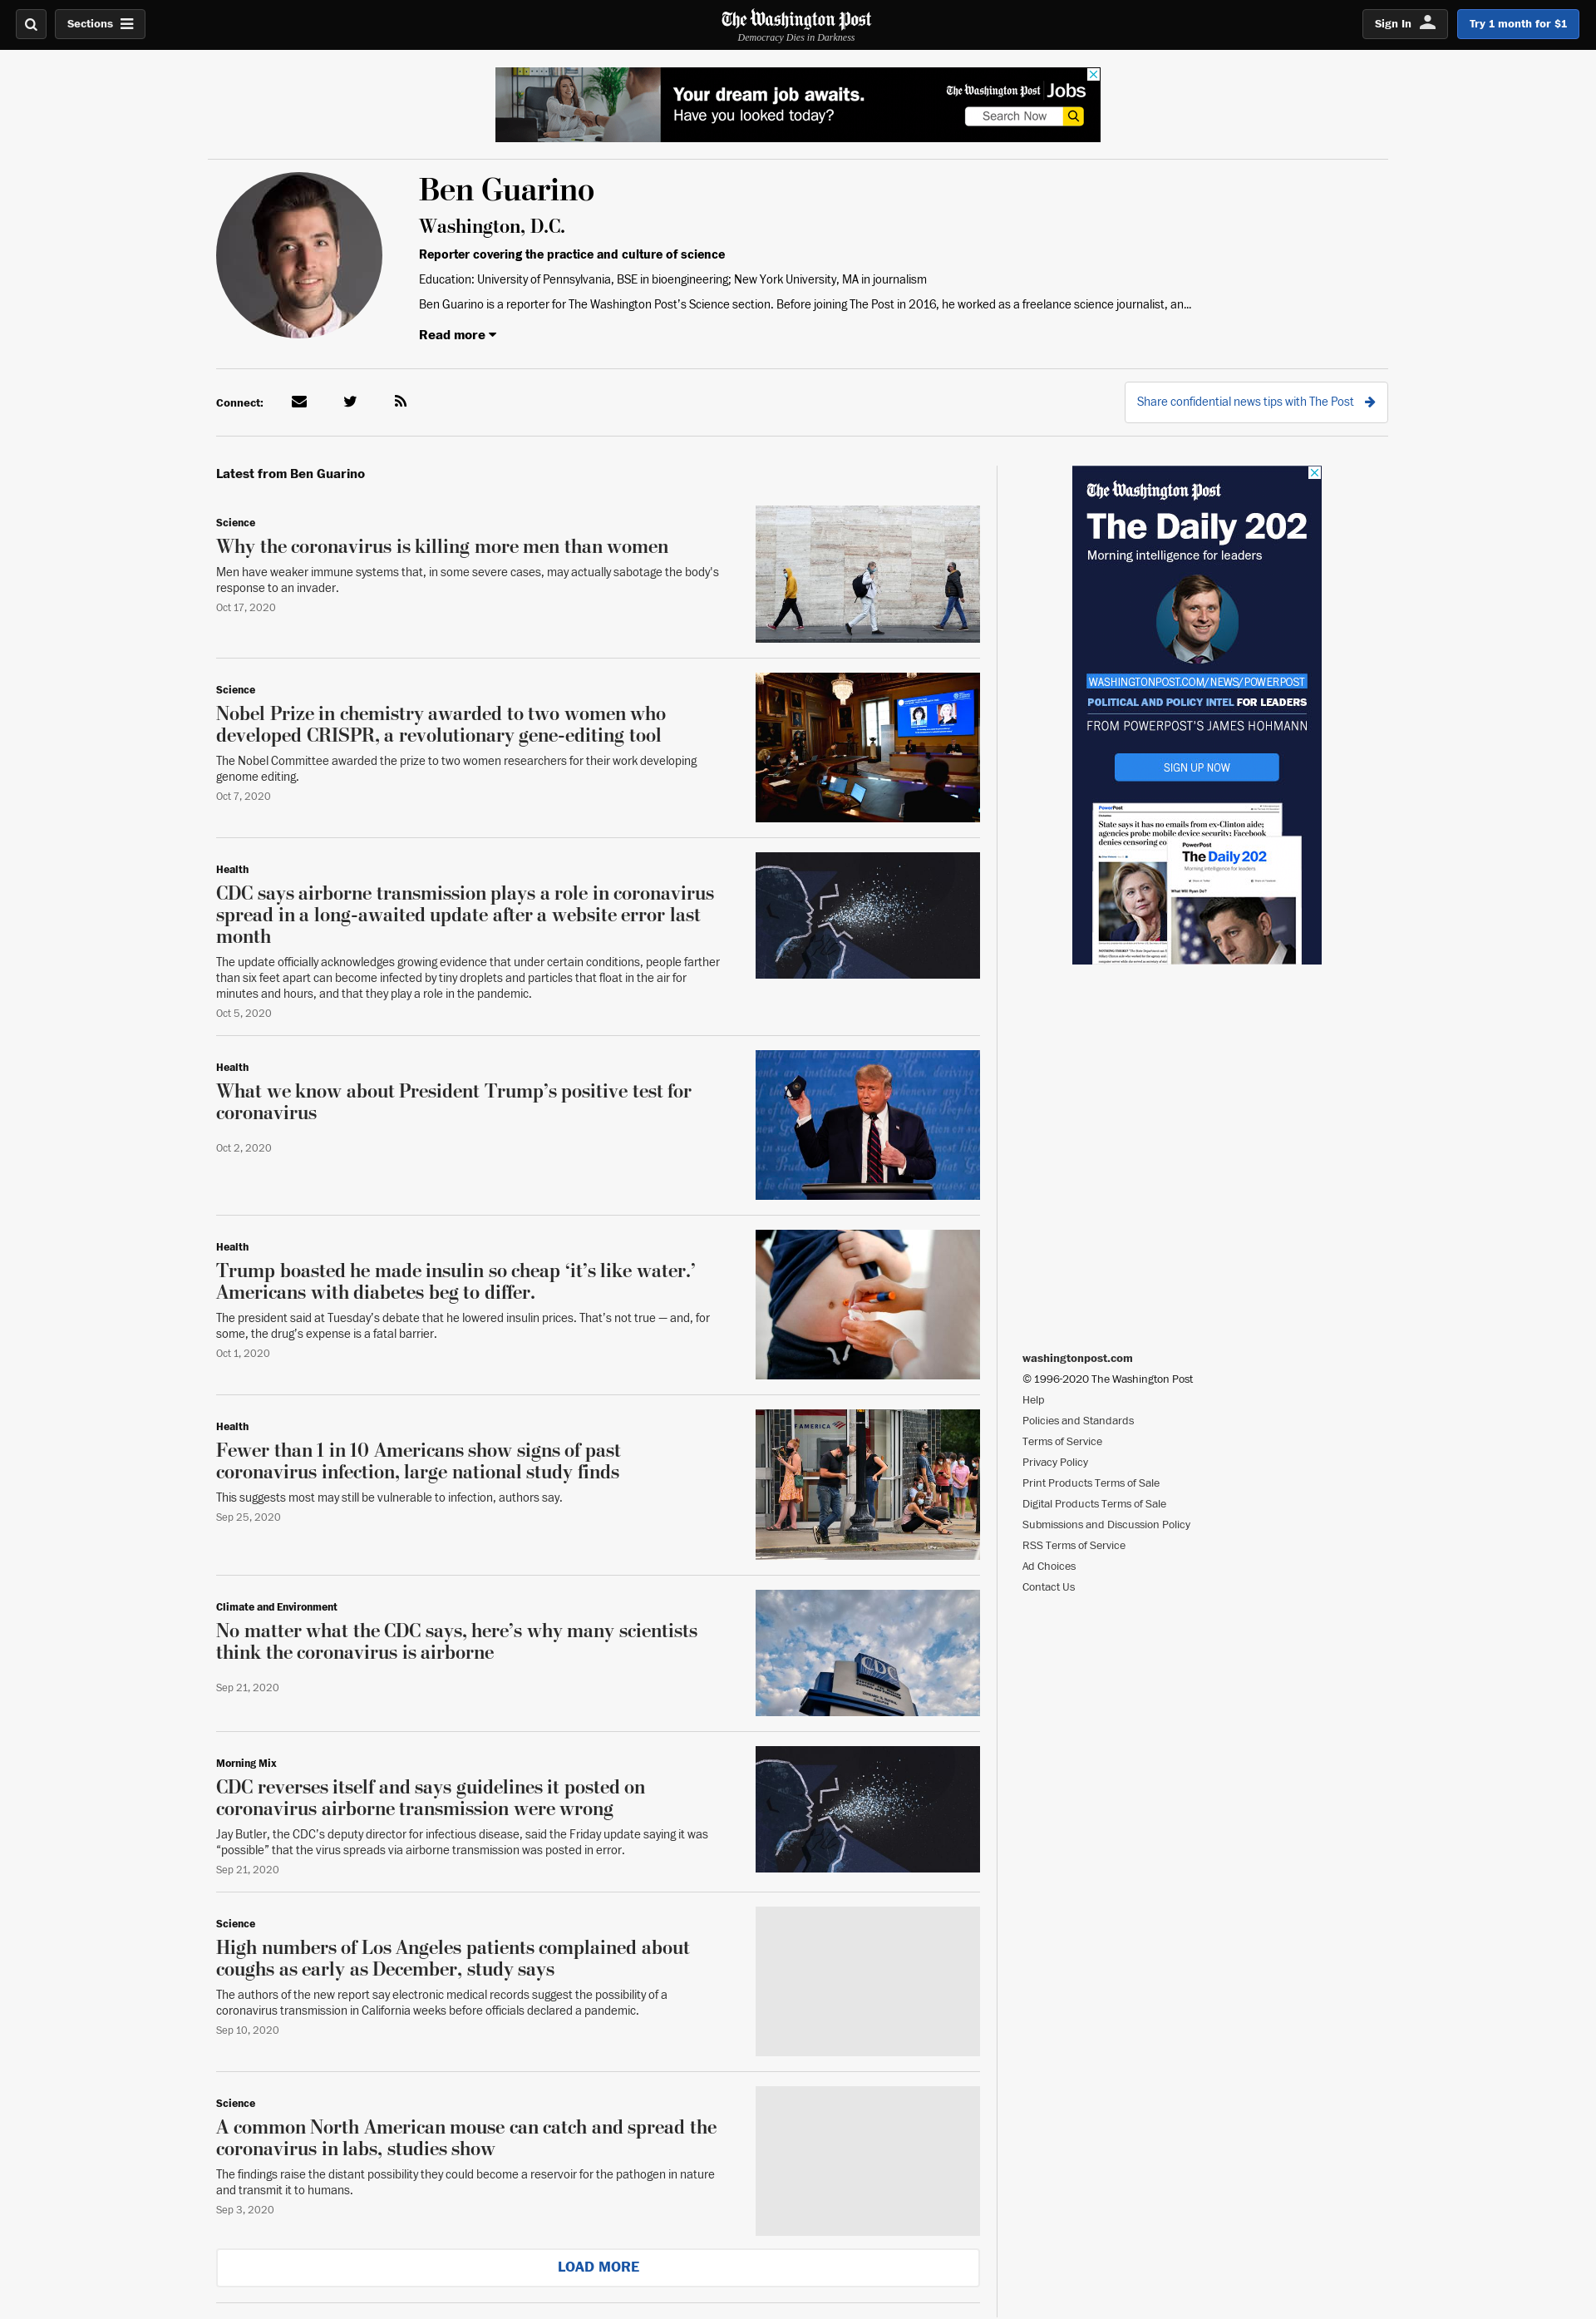 Sections
The Washington Post
Democracy Dies in Darkness
Sign In
Try 1 month for $1
Your dream job awaits.
Have you looked today?
The Washington Post Jobs
Search Now
Ben Guarino
Washington, D.C.
Reporter covering the practice and culture of science
Education: University of Pennsylvania, BSE in bioengineering; New York University, MA in journalism
Ben Guarino is a reporter for The Washington Post’s Science section. Before joining The Post in 2016, he worked as a freelance science journalist, an...
Read more
Connect:
Share confidential news tips with The Post
Latest from Ben Guarino
Science
Why the coronavirus is killing more men than women
Men have weaker immune systems that, in some severe cases, may actually sabotage the body's
response to an invader.
Oct 17, 2020
Science
Nobel Prize in chemistry awarded to two women who
developed CRISPR, a revolutionary gene-editing tool
The Nobel Committee awarded the prize to two women researchers for their work developing
genome editing.
Oct 7, 2020
Health
CDC says airborne transmission plays a role in coronavirus
spread in a long-awaited update after a website error last
month
The update officially acknowledges growing evidence that under certain conditions, people farther
than six feet apart can become infected by tiny droplets and particles that float in the air for
minutes and hours, and that they play a role in the pandemic.
Oct 5, 2020
Health
What we know about President Trump’s positive test for
coronavirus
Oct 2, 2020
Health
Trump boasted he made insulin so cheap ‘it’s like water.’
Americans with diabetes beg to differ.
The president said at Tuesday’s debate that he lowered insulin prices. That’s not true — and, for
some, the drug’s expense is a fatal barrier.
Oct 1, 2020
Health
Fewer than 1 in 10 Americans show signs of past
coronavirus infection, large national study finds
This suggests most may still be vulnerable to infection, authors say.
Sep 25, 2020
AMERICA
Climate and Environment
No matter what the CDC says, here’s why many scientists
think the coronavirus is airborne
Sep 21, 2020
CDC
Morning Mix
CDC reverses itself and says guidelines it posted on
coronavirus airborne transmission were wrong
Jay Butler, the CDC’s deputy director for infectious disease, said the Friday update saying it was
“possible” that the virus spreads via airborne transmission was posted in error.
Sep 21, 2020
Science
High numbers of Los Angeles patients complained about
coughs as early as December, study says
The authors of the new report say electronic medical records suggest the possibility of a
coronavirus transmission in California weeks before officials declared a pandemic.
Sep 10, 2020
Science
A common North American mouse can catch and spread the
coronavirus in labs, studies show
The findings raise the distant possibility they could become a reservoir for the pathogen in nature
and transmit it to humans.
Sep 3, 2020
LOAD MORE
The Washington Post
The Daily 202
Morning intelligence for leaders
WASHINGTONPOST.COM/NEWS/POWERPOST
POLITICAL AND POLICY INTEL FOR LEADERS
FROM POWERPOST’S JAMES HOHMANN
SIGN UP NOW
PowerPost
State says it has no emails from ex-Clinton aide;
agencies probe mobile device security; Facebook
denies censoring co
PowerPost
The Daily 202
Morning intelligence for leaders
What Will Ryan Do?
washingtonpost.com
© 1996-2020 The Washington Post
Help
Policies and Standards
Terms of Service
Privacy Policy
Print Products Terms of Sale
Digital Products Terms of Sale
Submissions and Discussion Policy
RSS Terms of Service
Ad Choices
Contact Us